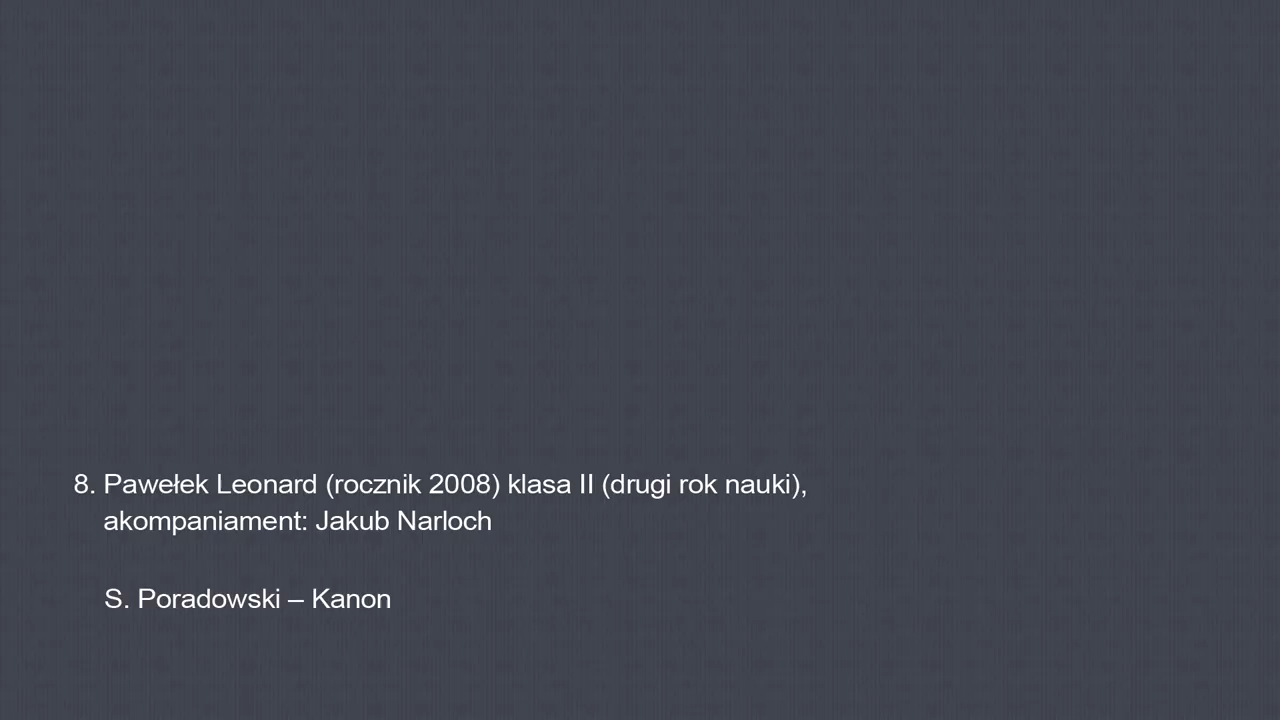 8. Pawełek Leonard (rocznik 2008) klasa II (drugi rok nauki),
akompaniament: Jakub Narloch
S. Poradowski – Kanon